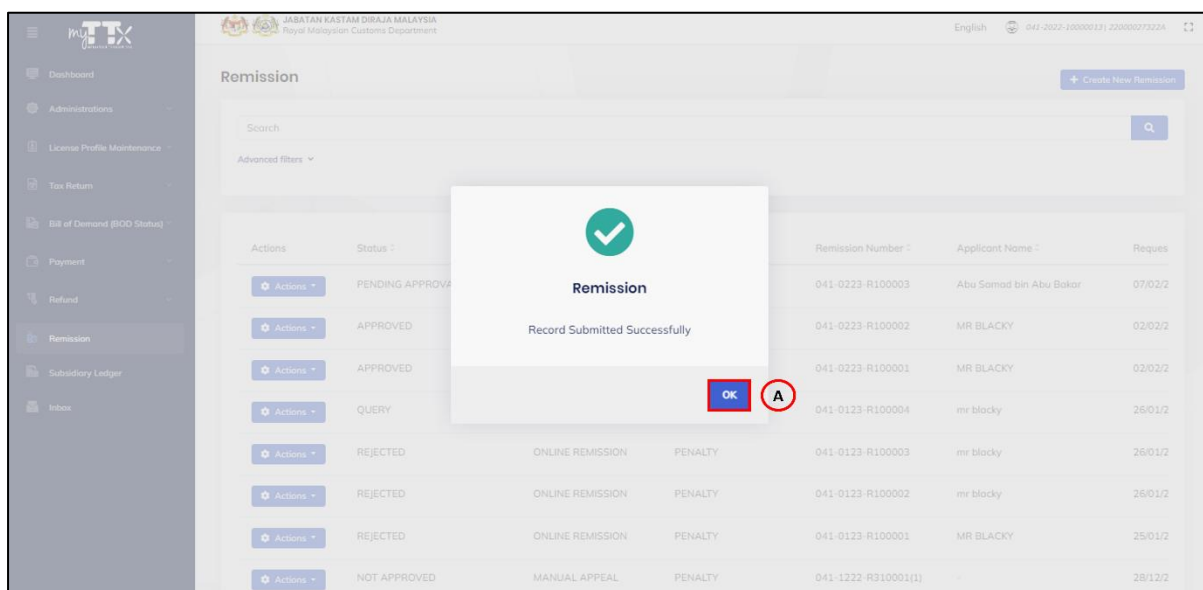 myTTx
JABATAN KASTAM DIRAJA MALAYSIA
Royal Malaysian Customs Department
English 041-2022-10000013| 22000027322A
Dashboard
Administrations
License Profile Maintenance
Tax Return
Bill of Demand (BOD Status)
Payment
Refund
Remission
Subsidiary Ledger
Inbox
Remission
+ Create New Remission
Search
Advanced filters
Actions Status Remission Number Applicant Name Reques
Actions PENDING APPROVA 041-0223-R100003 Abu Samad bin Abu Bakar 07/02/2
Actions APPROVED 041-0223-R100002 MR BLACKY 02/02/2
Actions APPROVED 041-0223-R100001 MR BLACKY 02/02/2
Actions QUERY 041-0123-R100004 mr blacky 26/01/2
Actions REJECTED ONLINE REMISSION PENALTY 041-0123-R100003 mr blacky 26/01/2
Actions REJECTED ONLINE REMISSION PENALTY 041-0123-R100002 mr blacky 26/01/2
Actions REJECTED ONLINE REMISSION PENALTY 041-0123-R100001 MR BLACKY 25/01/2
Actions NOT APPROVED MANUAL APPEAL PENALTY 041-1222-R310001(1) - 28/12/2
Remission
Record Submitted Successfully
OK
A